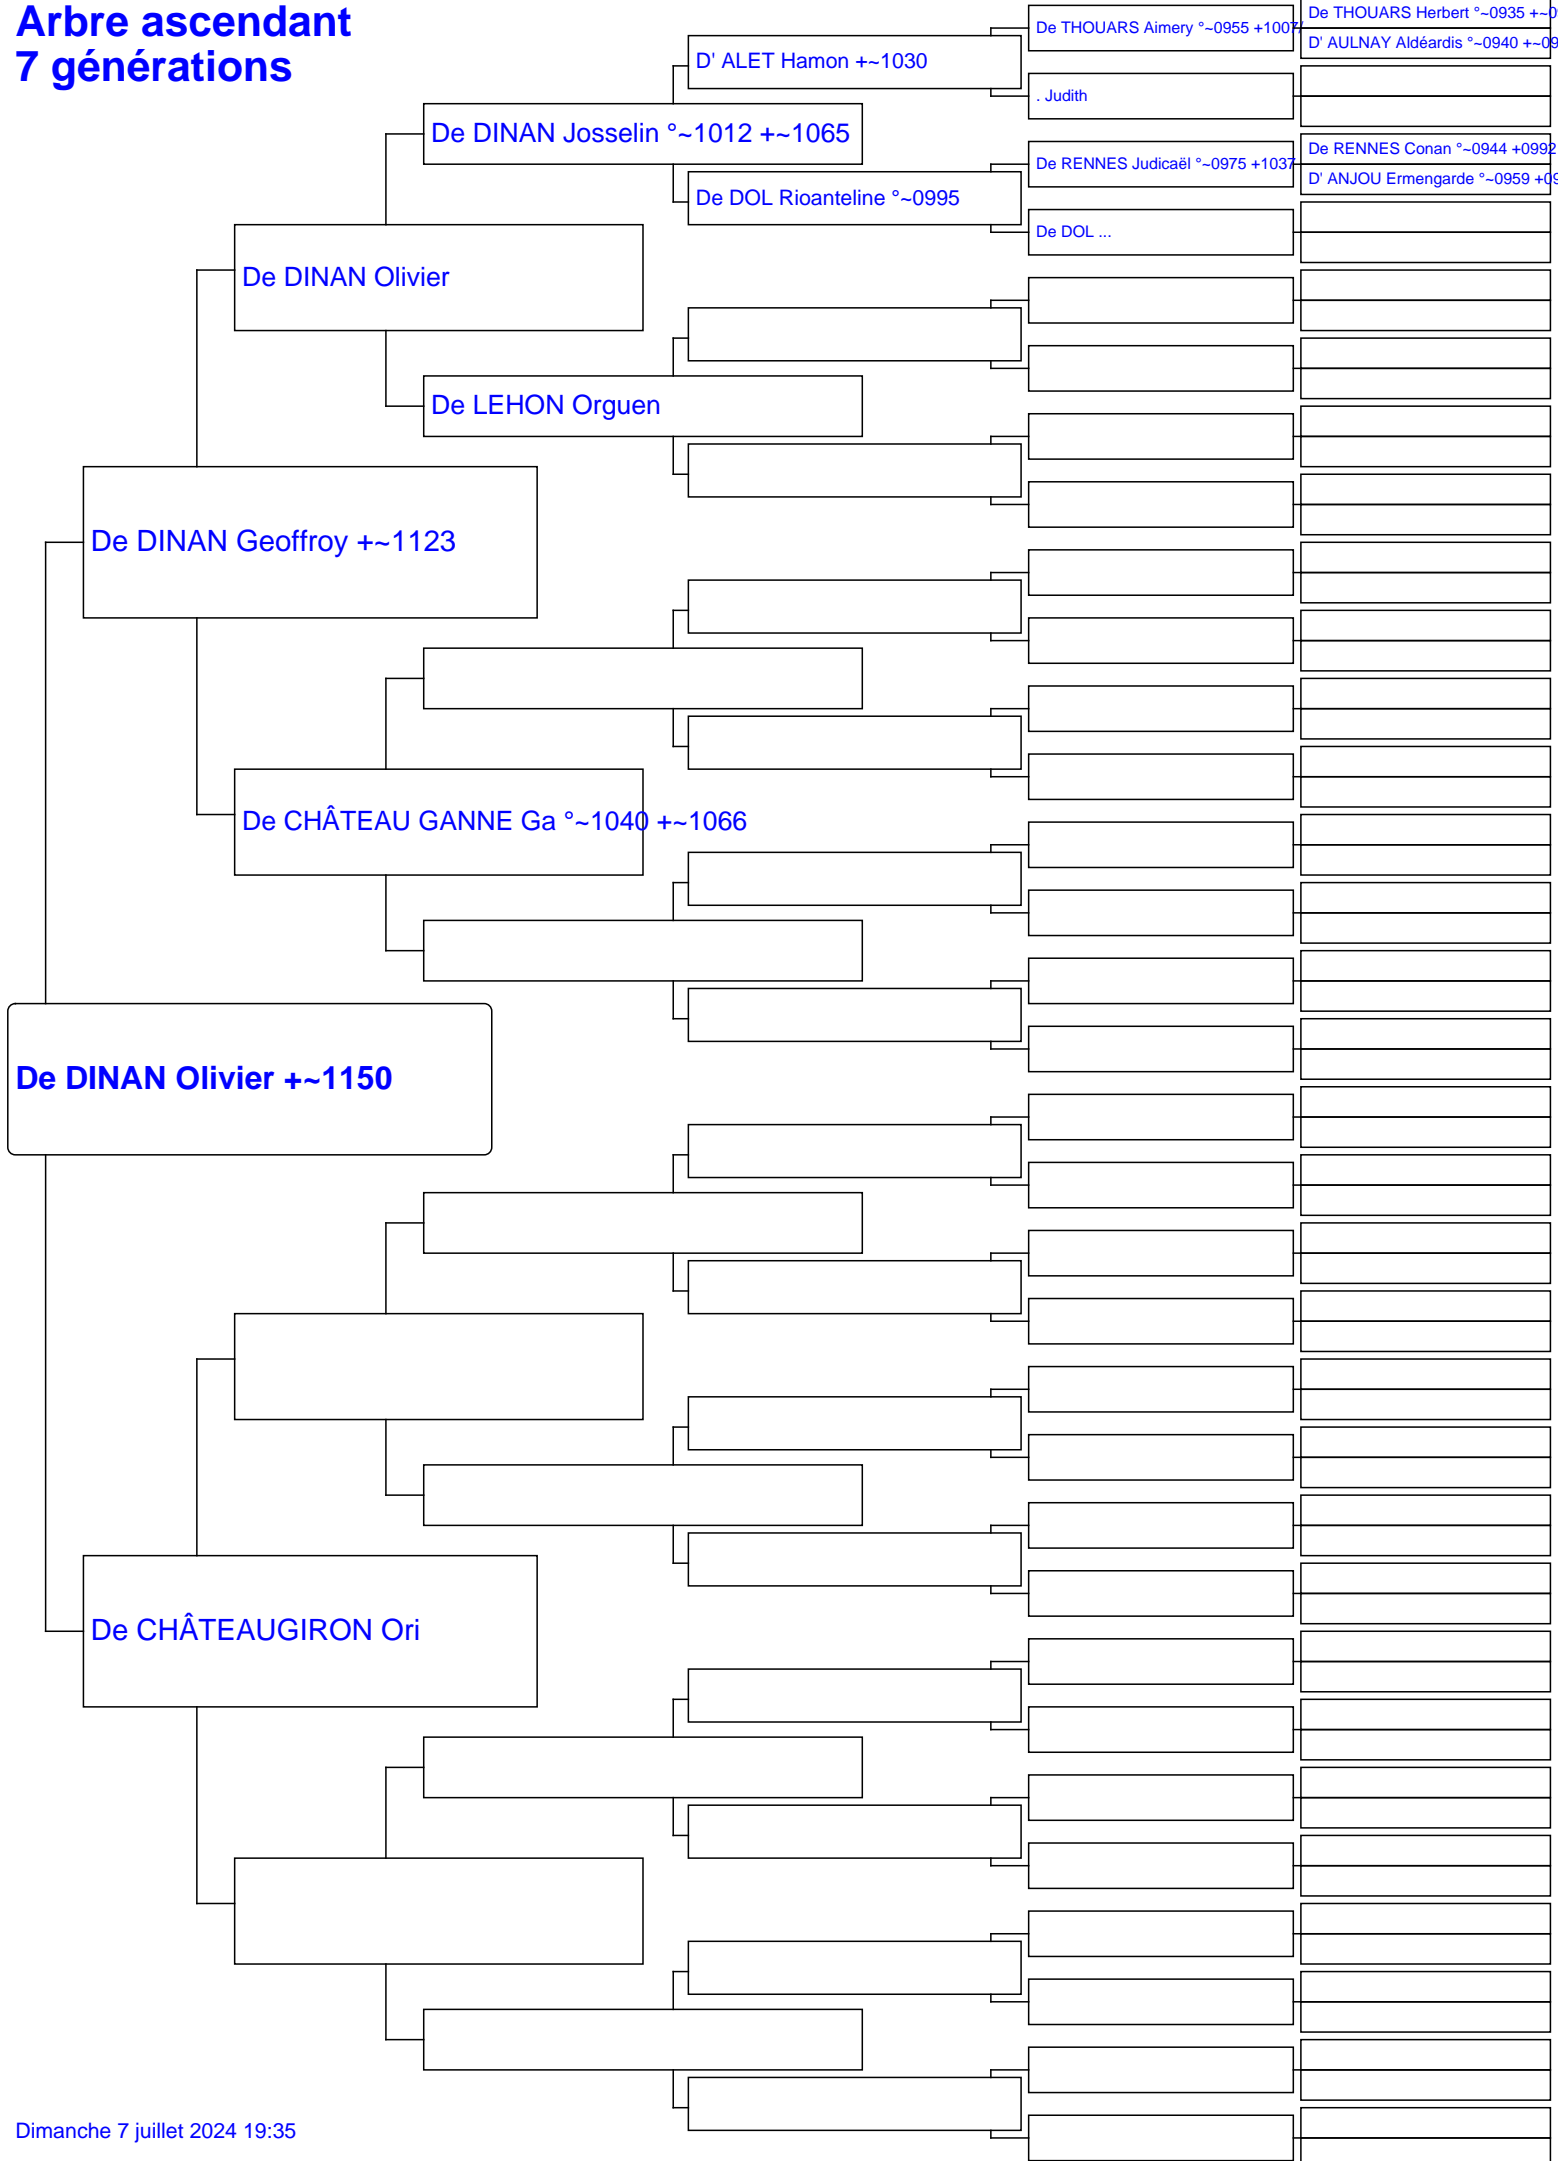 Arbre ascendant
7 générations
De THOUARS Herbert °~0935 +~09
De THOUARS Aimery °~0955 +1007/
D' AULNAY Aldéardis °~0940 +~09
D' ALET Hamon +~1030
. Judith
De DINAN Josselin °~1012 +~1065
De RENNES Conan °~0944 +0992
De RENNES Judicaël °~0975 +1037
D' ANJOU Ermengarde °~0959 +09
De DOL Rioanteline °~0995
De DOL ...
De DINAN Olivier
De LEHON Orguen
De DINAN Geoffroy +~1123
De CHÂTEAU GANNE Ga °~1040 +~1066
De DINAN Olivier +~1150
De CHÂTEAUGIRON Ori
Dimanche 7 juillet 2024 19:35